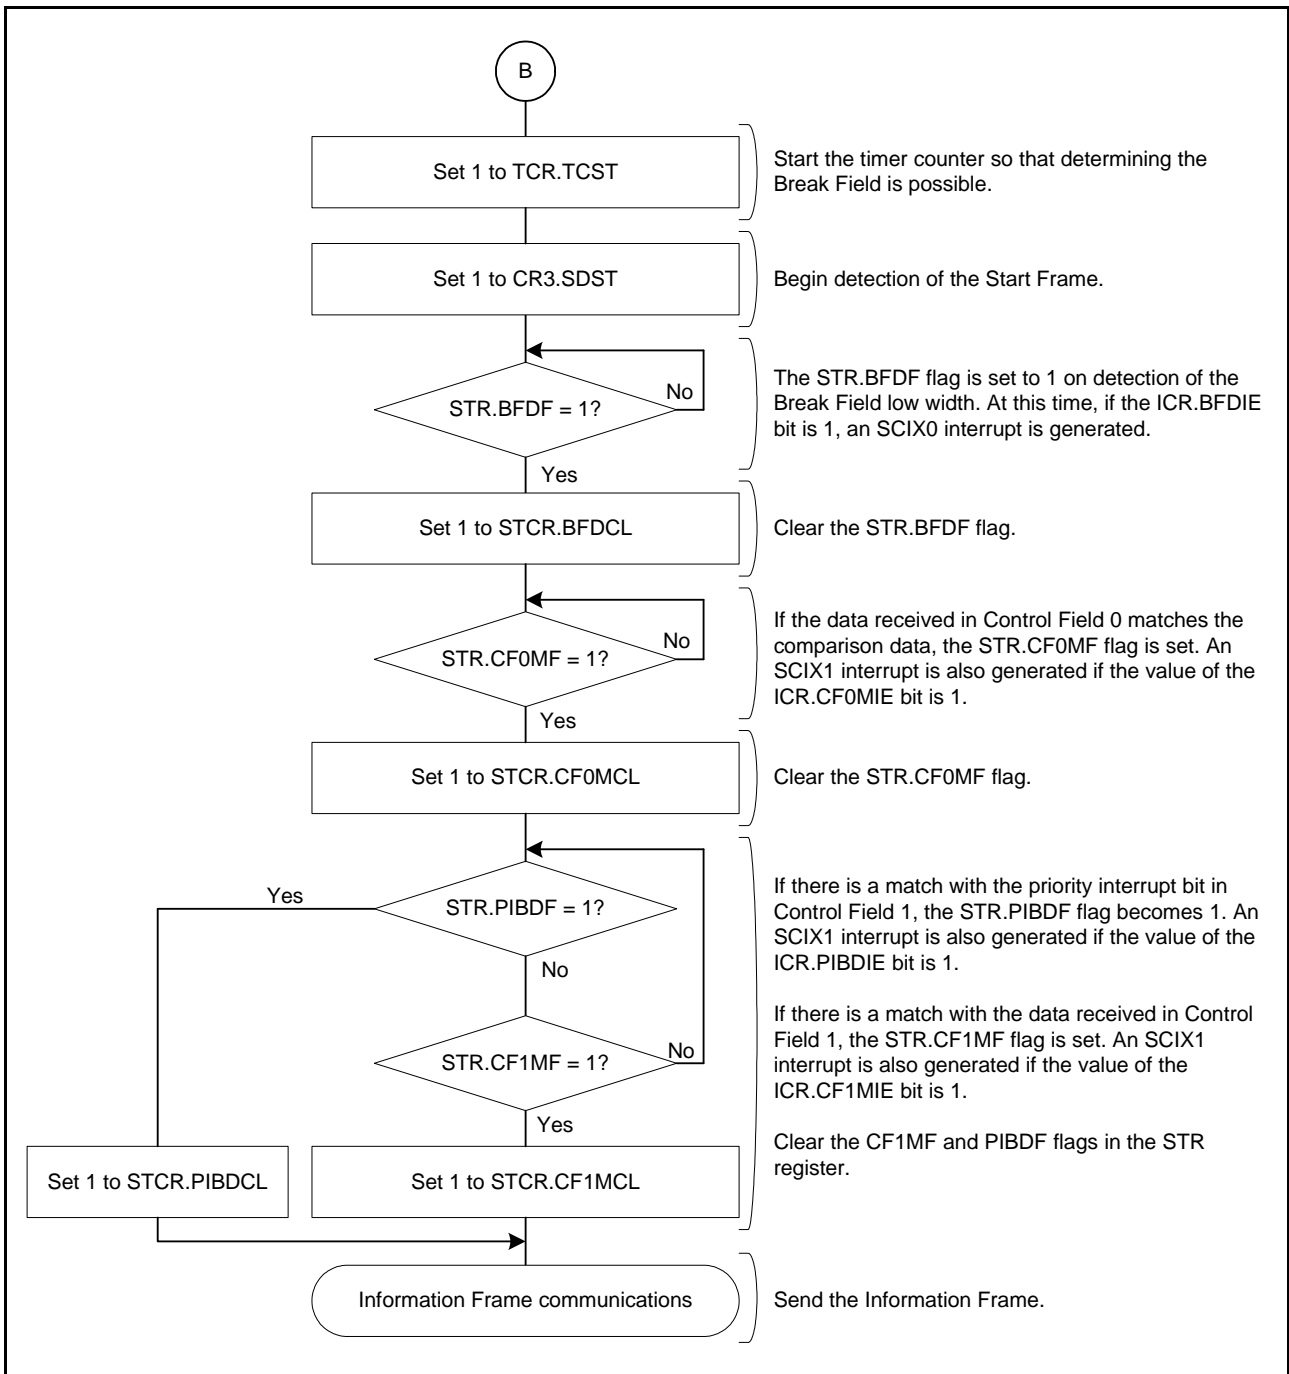 B
Set 1 to TCR.TCST
Start the timer counter so that determining the
Break Field is possible.
Set 1 to CR3.SDST
Begin detection of the Start Frame.
STR.BFDF = 1?
No
Yes
The STR.BFDF flag is set to 1 on detection of the
Break Field low width. At this time, if the ICR.BFDIE
bit is 1, an SCIX0 interrupt is generated.
Set 1 to STCR.BFDCL
Clear the STR.BFDF flag.
STR.CF0MF = 1?
No
Yes
If the data received in Control Field 0 matches the
comparison data, the STR.CF0MF flag is set. An
SCIX1 interrupt is also generated if the value of the
ICR.CF0MIE bit is 1.
Set 1 to STCR.CF0MCL
Clear the STR.CF0MF flag.
Yes
STR.PIBDF = 1?
No
If there is a match with the priority interrupt bit in
Control Field 1, the STR.PIBDF flag becomes 1. An
SCIX1 interrupt is also generated if the value of the
ICR.PIBDIE bit is 1.
STR.CF1MF = 1?
No
Yes
If there is a match with the data received in Control
Field 1, the STR.CF1MF flag is set. An SCIX1
interrupt is also generated if the value of the
ICR.CF1MIE bit is 1.
Clear the CF1MF and PIBDF flags in the STR
register.
Set 1 to STCR.PIBDCL
Set 1 to STCR.CF1MCL
Information Frame communications
Send the Information Frame.